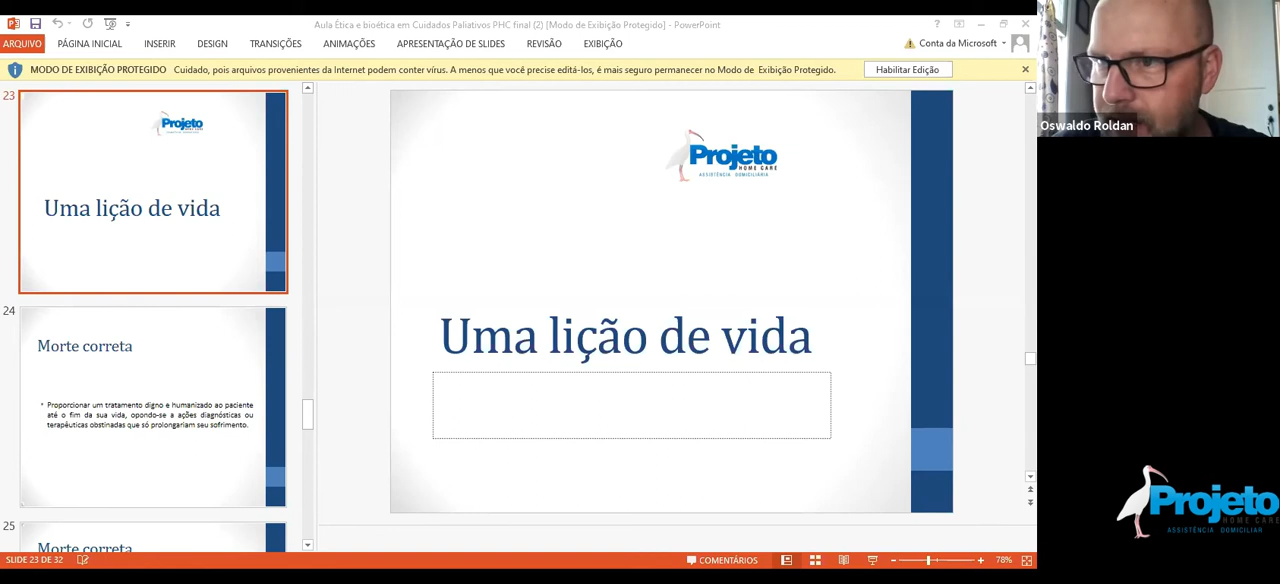 Aula Ética e bioética em Cuidados Paliativos PHC final (2) [Modo de Exibição Protegido] - PowerPoint
ARQUIVO PÁGINA INICIAL INSERIR DESIGN TRANSIÇÕES ANIMAÇÕES APRESENTAÇÃO DE SLIDES REVISÃO EXIBIÇÃO Conta da Microsoft
MODO DE EXIBIÇÃO PROTEGIDO Cuidado, pois arquivos provenientes da Internet podem conter vírus. A menos que você precise editá-los, é mais seguro permanecer no Modo de Exibição Protegido. Habilitar Edição
23
Projeto
HOME CARE
Uma lição de vida
24
Morte correta
• Proporcionar um tratamento digno e humanizado ao paciente
até o fim da sua vida, opondo-se a ações diagnósticas ou
terapêuticas obstinadas que só prolongariam seu sofrimento.
25
Morte correta
Projeto
HOME CARE
ASSISTÊNCIA DOMICILIÁRIA
Uma lição de vida
Oswaldo Roldan
Projeto
HOME CARE
ASSISTÊNCIA DOMICILIAR
SLIDE 23 DE 32 COMENTÁRIOS 78%